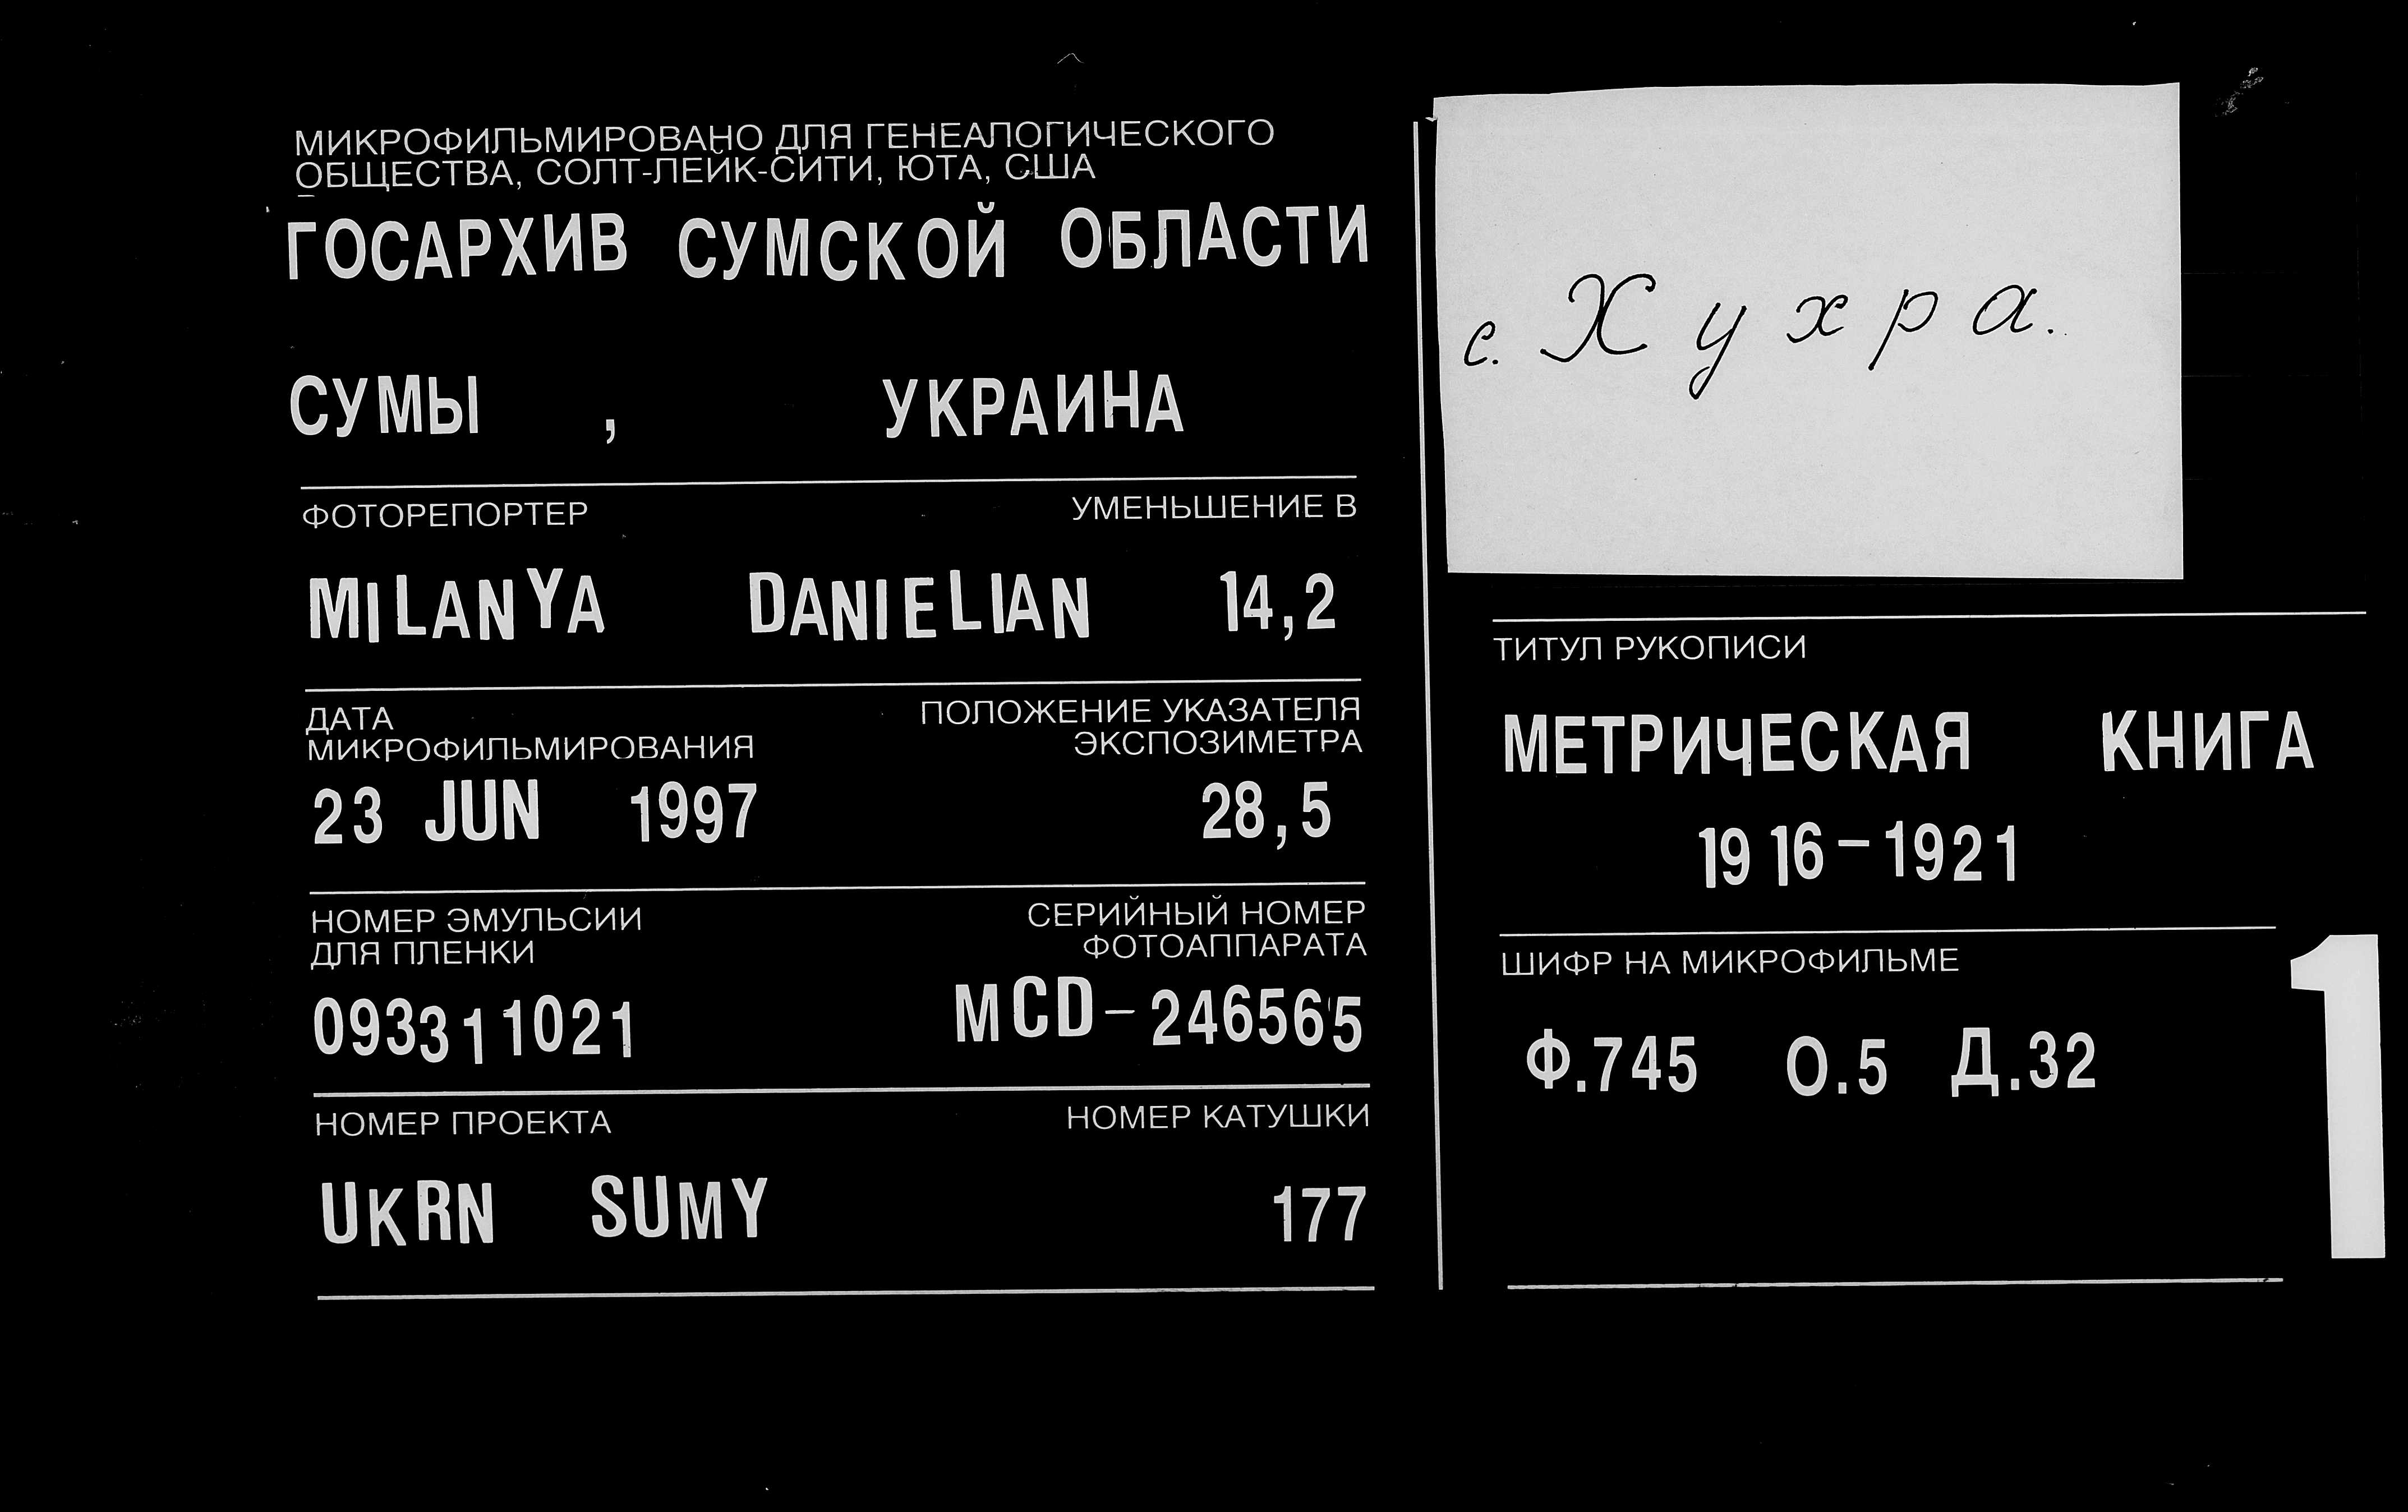 МИКРОФИЛЬМИРОВАНО ДЛЯ ГЕНЕАЛОГИЧЕСКОГО
ОБЩЕСТВА, СОЛТ-ЛЕЙК-СИТИ, ЮТА, США
ГОСАРХИВ СУМСКОЙ ОБЛАСТИ
СУМЫ , УКРАИНА
ФОТОРЕПОРТЕР УМЕНЬШЕНИЕ В
MILANYA DANIELIAN 14,2
ДАТА
МИКРОФИЛЬМИРОВАНИЯ
ПОЛОЖЕНИЕ УКАЗАТЕЛЯ
ЭКСПОЗИМЕТРА
23 JUN 1997 28,5
НОМЕР ЭМУЛЬСИИ
ДЛЯ ПЛЕНКИ
СЕРИЙНЫЙ НОМЕР
ФОТОАППАРАТА
093311021 MCD-246565
НОМЕР ПРОЕКТА НОМЕР КАТУШКИ
UKRN SUMY 177
с. Хухра.
ТИТУЛ РУКОПИСИ
МЕТРИЧЕСКАЯ КНИГА
1916-1921
ШИФР НА МИКРОФИЛЬМЕ
Ф.745 О.5 Д.32
1